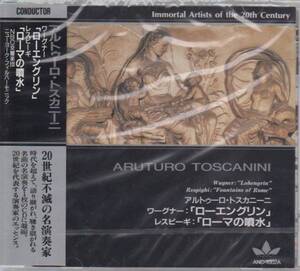 CONDUCTOR
アルトゥーロ・トスカニーニ
ワーグナー：
「ローエングリン」
レスピーギ：
「ローマの噴水」
20世紀不滅の名演奏家
Immortal Artists of the 20th Century
ARUTURO TOSCANINI
Wagner: "Lohengrin"
Respighi: "Fountains of Rome"
アルトゥーロ・トスカニーニ
ワーグナー：「ローエングリン」
レスピーギ：「ローマの噴水」